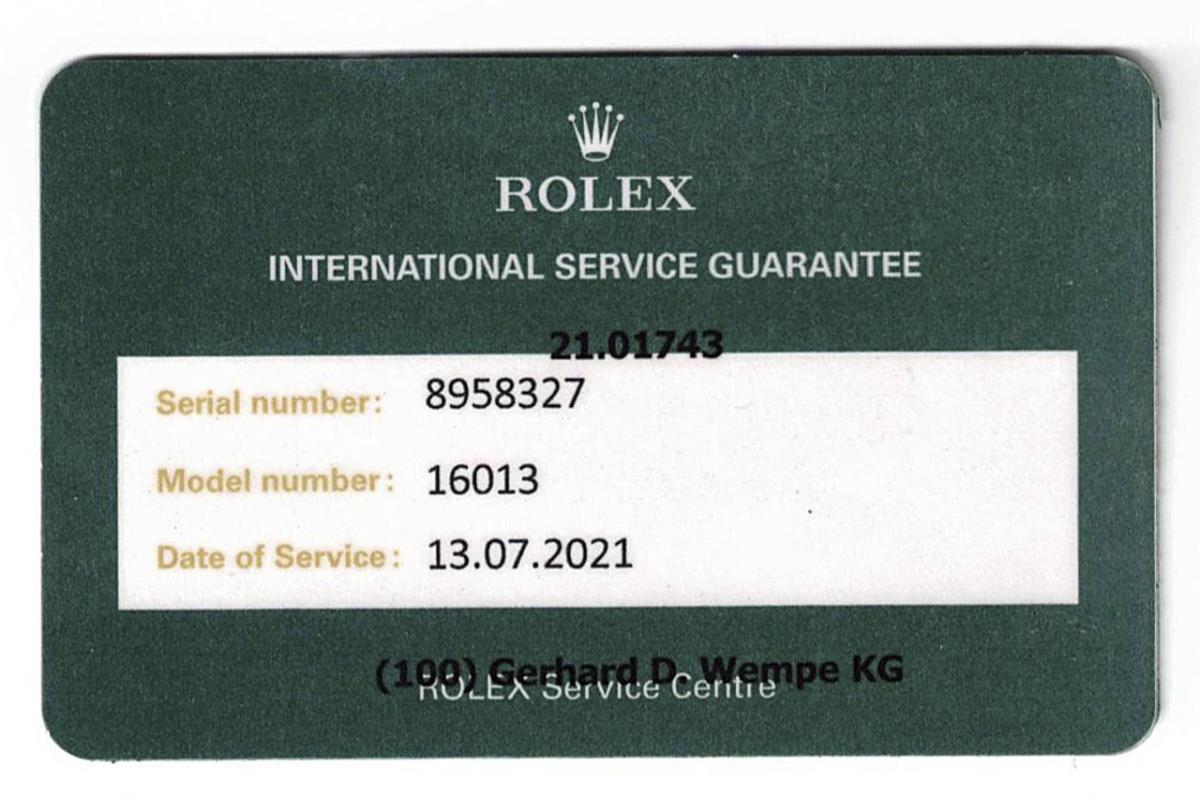 ROLEX
INTERNATIONAL SERVICE GUARANTEE
21.01743
Serial number: 8958327
Model number: 16013
Date of Service: 13.07.2021
(100) Gerhard D. Wempe KG
ROLEX Service Centre